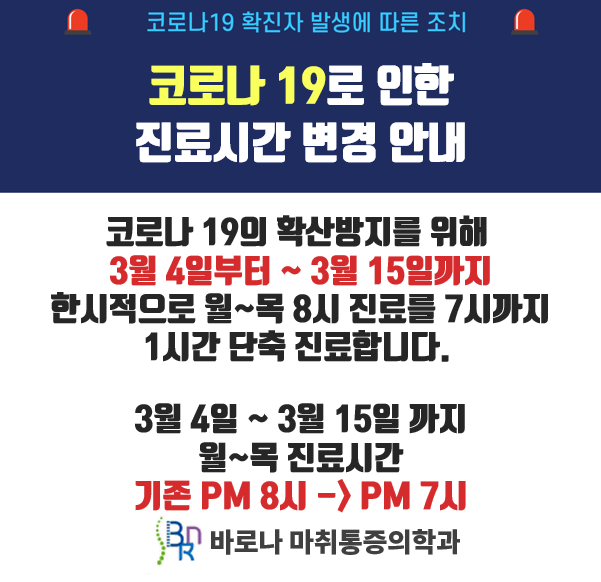 코로나19 확진자 발생에 따른 조치
코로나 19로 인한
진료시간 변경 안내
코로나 19의 확산방지를 위해
3월 4일부터 ~ 3월 15일까지
한시적으로 월~목 8시 진료를 7시까지
1시간 단축 진료합니다.
3월 4일 ~ 3월 15일 까지
월~목 진료시간
기존 PM 8시 -> PM 7시
BNR 바로나 마취통증의학과